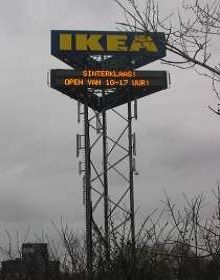 IKEA
SINTERKLAAS!
OPEN VAN 10-17 UUR!